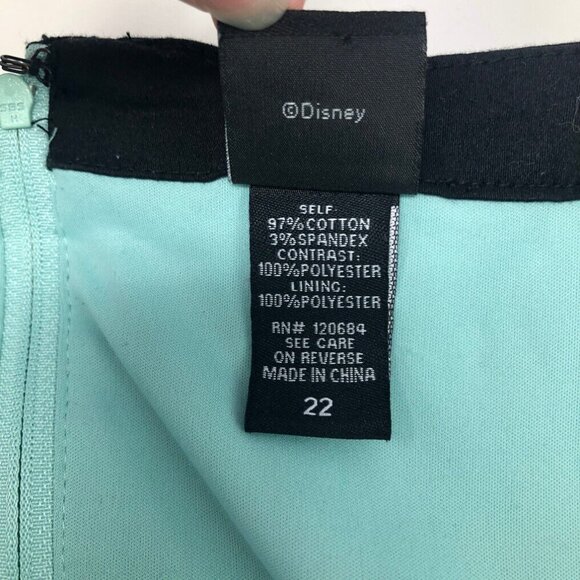 ©Disney
SELF:
97%COTTON
3%SPANDEX
CONTRAST:
100%POLYESTER
LINING:
100%POLYESTER
RN# 120684
SEE CARE
ON REVERSE
MADE IN CHINA
22
SBS
H